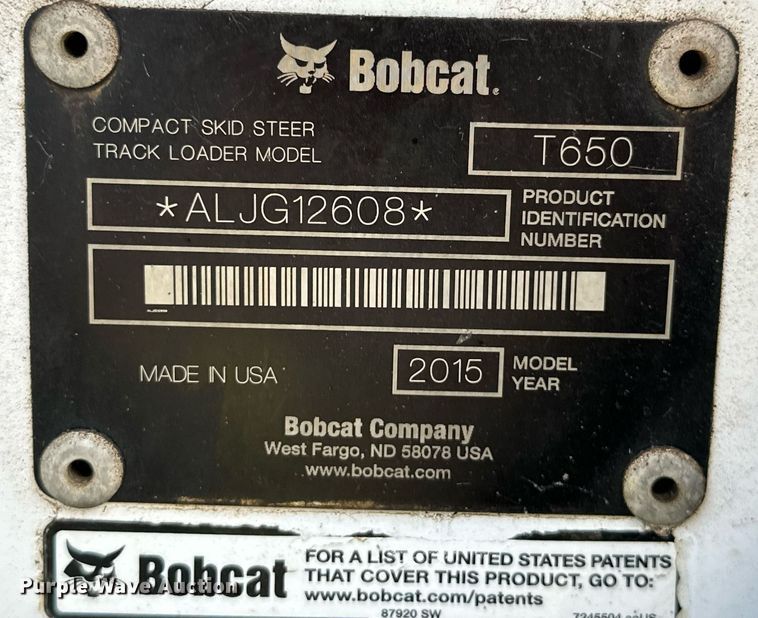 Bobcat®
COMPACT SKID STEER
TRACK LOADER MODEL
T650
*ALJG12608*
PRODUCT
IDENTIFICATION
NUMBER
MADE IN USA
2015
MODEL
YEAR
Bobcat Company
West Fargo, ND 58078 USA
www.bobcat.com
Bobcat
FOR A LIST OF UNITED STATES PATENTS
THAT COVER THIS PRODUCT, GO TO:
www.bobcat.com/patents
87920 SW
Purple Wave Auction